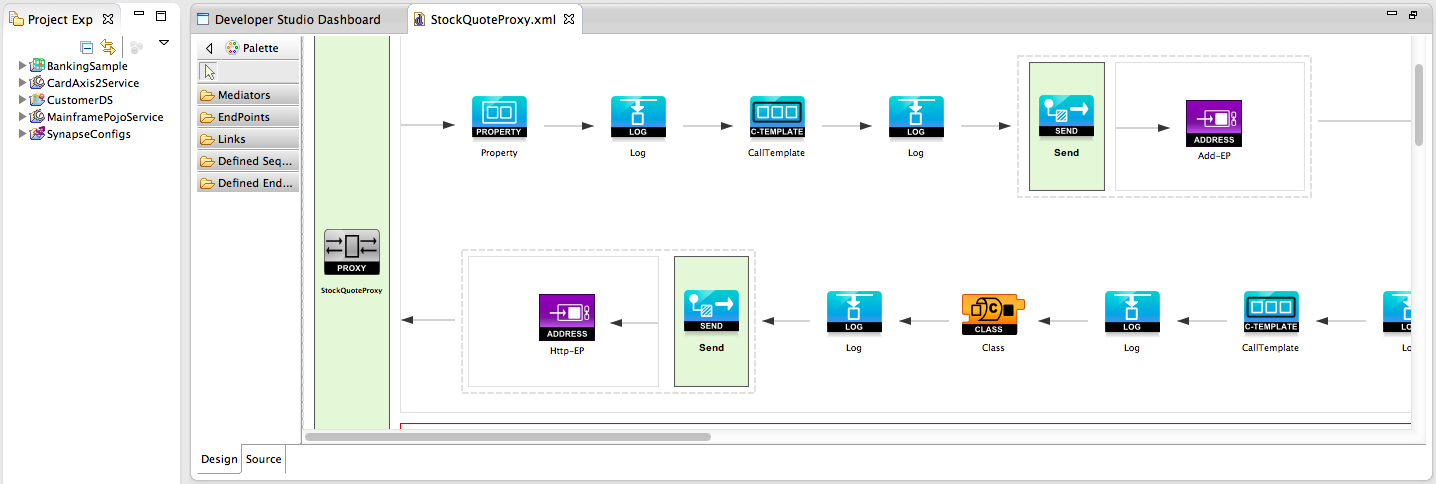 Project Exp
BankingSample
CardAxis2Service
CustomerDS
MainframePojoService
SynapseConfigs
Developer Studio Dashboard
StockQuoteProxy.xml
Palette
Mediators
EndPoints
Links
Defined Seq...
Defined End...
PROXY
StockQuoteProxy
PROPERTY
Property
LOG
Log
C-TEMPLATE
CallTemplate
LOG
Log
SEND
Send
ADDRESS
Add-EP
ADDRESS
Http-EP
SEND
Send
LOG
Log
C
CLASS
Class
LOG
Log
C-TEMPLATE
CallTemplate
Design
Source